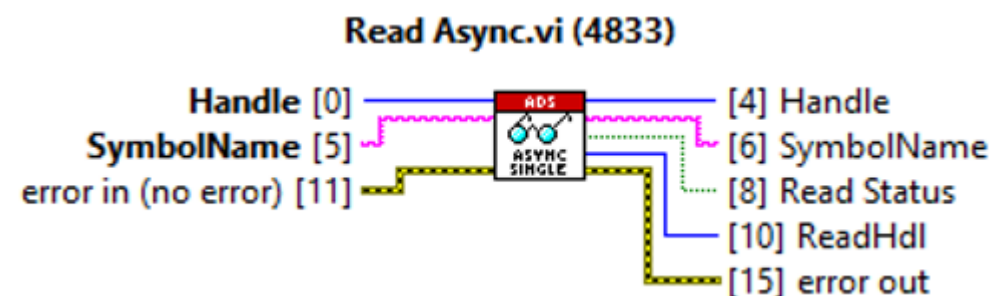 Read Async.vi (4833)
Handle [0]
SymbolName [5]
error in (no error) [11]
ADS
ASYNC
SINGLE
[4] Handle
[6] SymbolName
[8] Read Status
[10] ReadHdl
[15] error out